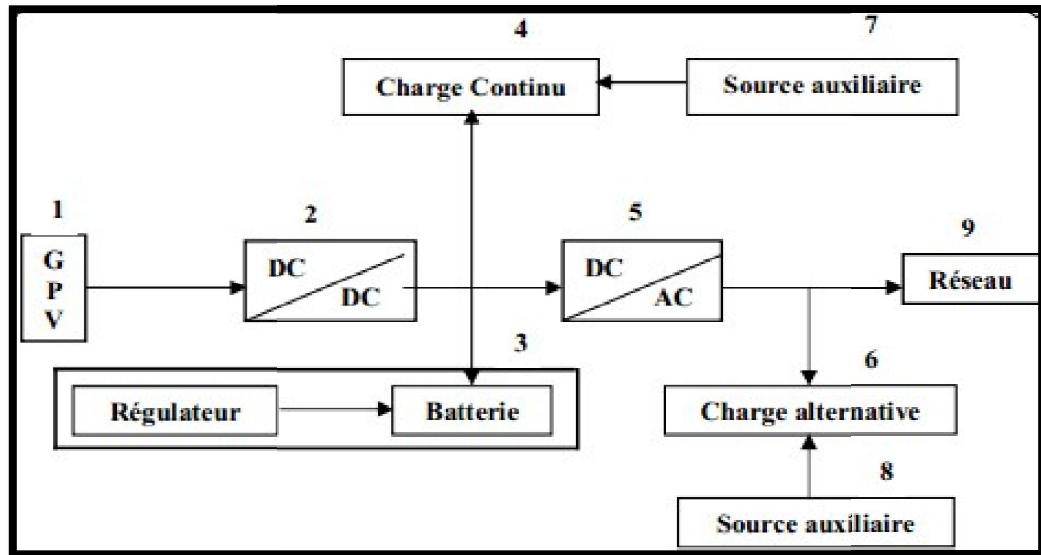 4
7
Charge Continu
Source auxiliaire
1
2
5
9
G
P
V
DC
DC
DC
AC
Réseau
3
6
Régulateur
Batterie
Charge alternative
8
Source auxiliaire